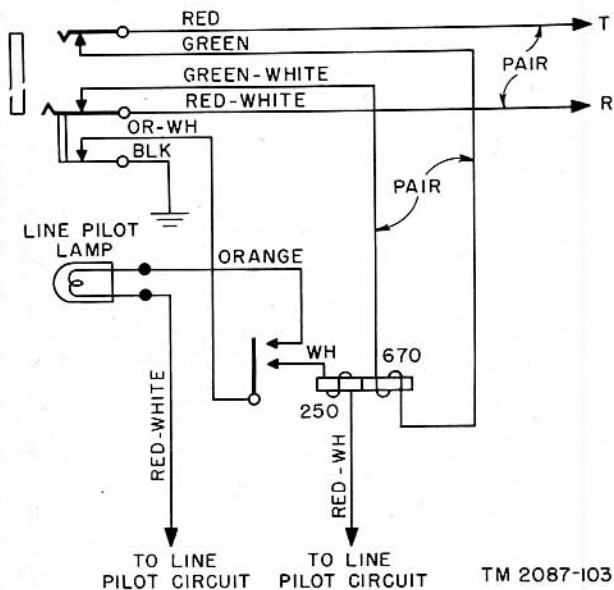 RED
T
GREEN
GREEN-WHITE
PAIR
RED-WHITE
R
OR-WH
BLK
PAIR
LINE PILOT
LAMP
ORANGE
WH
670
250
RED-WHITE
RED-WH
TO LINE
PILOT CIRCUIT
TO LINE
PILOT CIRCUIT
TM 2087-103